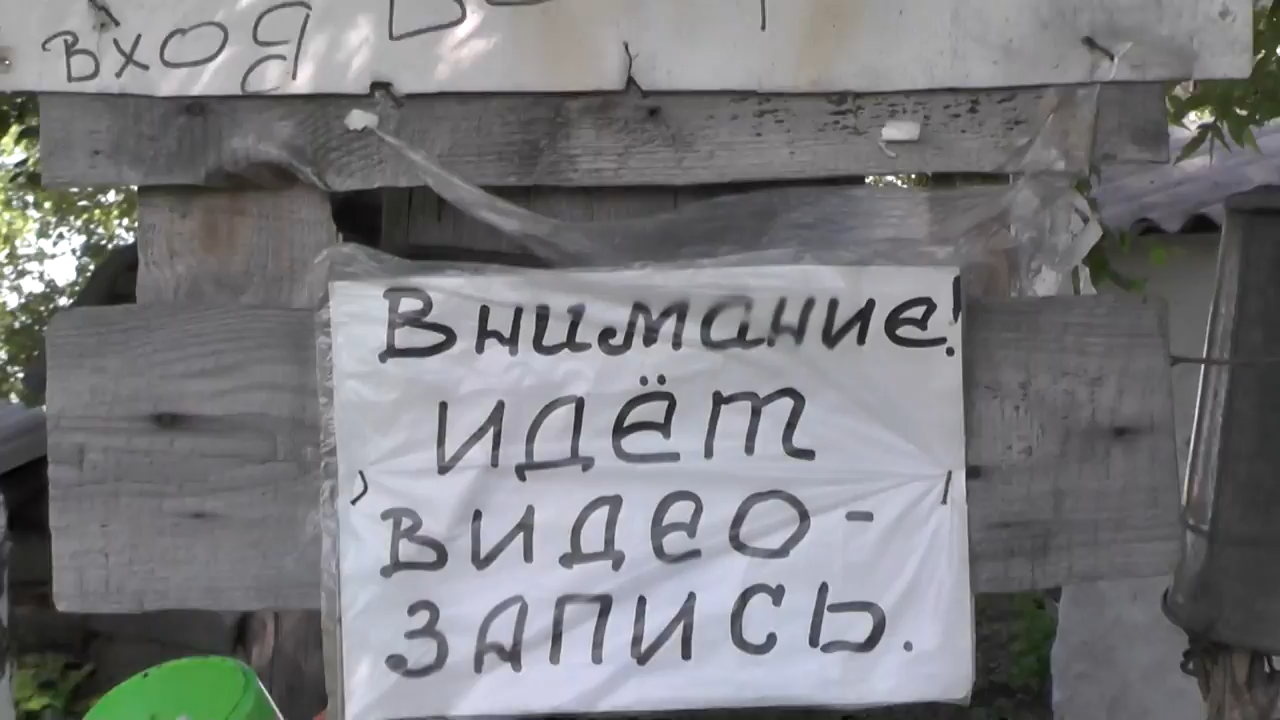 вход
Внимание!
идёт
видео-
запись.